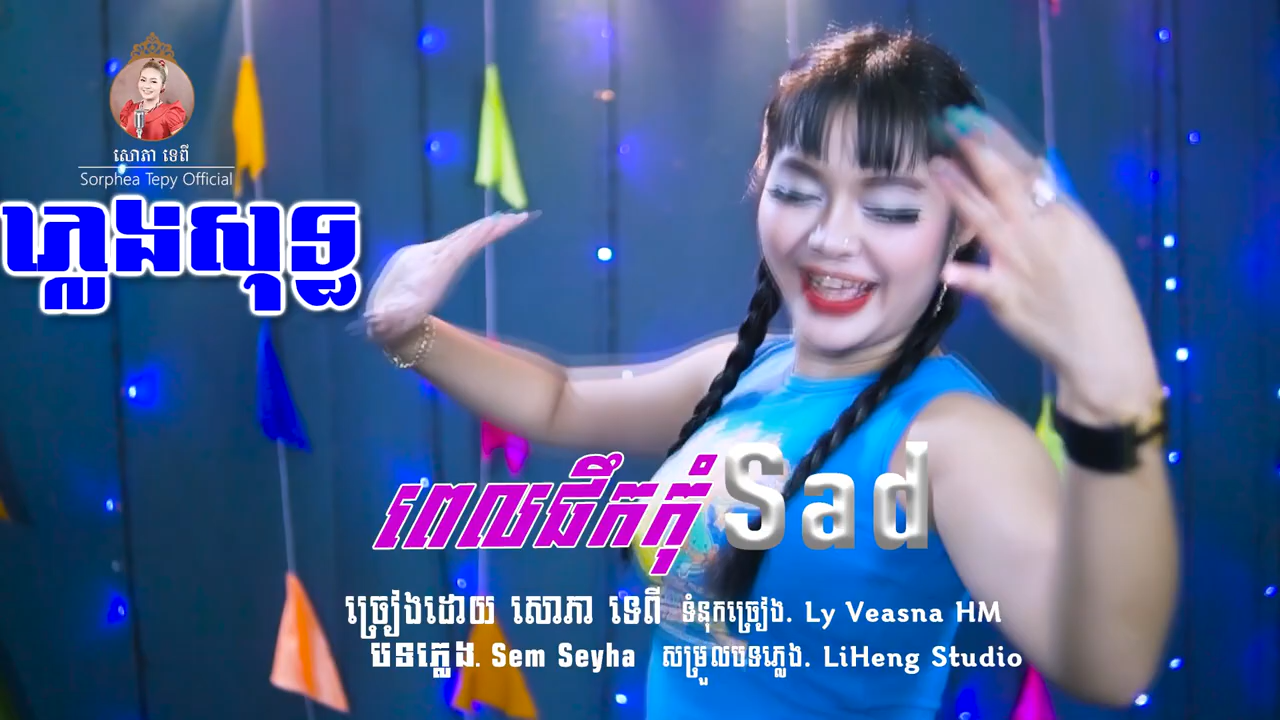 សោភា ទេពី
Sorphea Tepy Official
ភ្លេងសុទ្ធ
ពេលផឹកកុំ Sad
ច្រៀងដោយ សោភា ទេពី ទំនុកច្រៀង. Ly Veasna HM
បទភ្លេង. Sem Seyha សម្រួលបទភ្លេង. LiHeng Studio